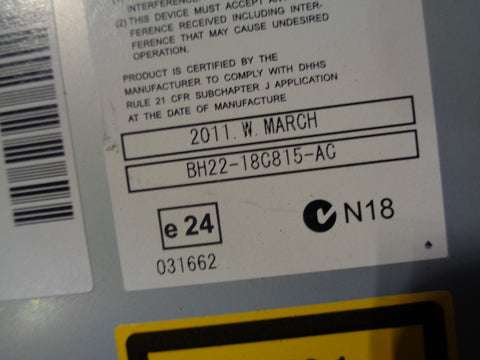 INTERFERENCE
(2) THIS DEVICE MUST ACCEPT
FERENCE RECEIVED INCLUDING INTER-
FERENCE THAT MAY CAUSE UNDESIRED
OPERATION.
PRODUCT IS CERTIFIED BY THE
MANUFACTURER TO COMPLY WITH DHHS
RULE 21 CFR SUBCHAPTER J APPLICATION
AT THE DATE OF MANUFACTURE
2011. W. MARCH
BH22-18C815-AC
e 24
N18
031662